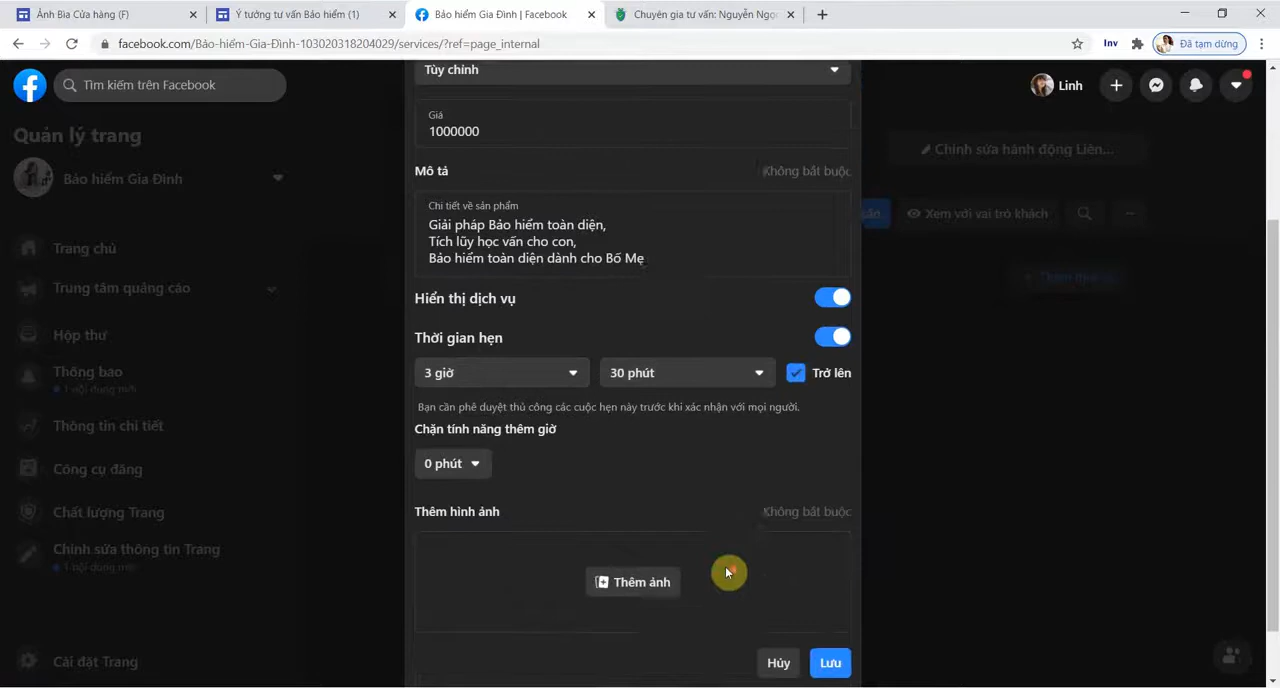 Ảnh Bìa Cửa hàng (F)
Ý tưởng tư vấn Bảo hiểm (1)
Bảo hiểm Gia Đình | Facebook
Chuyên gia tư vấn: Nguyễn Ngọ
facebook.com/Bảo-hiểm-Gia-Đình-103020318204029/services/?ref=page_internal
Inv
Đã tạm dừng
Tìm kiếm trên Facebook
Linh
Quản lý trang
Bảo hiểm Gia Đình
Trang chủ
Trung tâm quảng cáo
Hộp thư
Thông báo
1 nội dung mới
Thông tin chi tiết
Công cụ đăng
Chất lượng Trang
Chỉnh sửa thông tin Trang
1 nội dung mới
Cài đặt Trang
Tùy chỉnh
Giá
1000000
Mô tả
Không bắt buộc
Chi tiết về sản phẩm
Giải pháp Bảo hiểm toàn diện,
Tích lũy học vấn cho con,
Bảo hiểm toàn diện dành cho Bố Mẹ
Hiển thị dịch vụ
Thời gian hẹn
3 giờ
30 phút
Trở lên
Bạn cần phê duyệt thủ công các cuộc hẹn này trước khi xác nhận với mọi người.
Chặn tính năng thêm giờ
0 phút
Thêm hình ảnh
Không bắt buộc
Thêm ảnh
Hủy
Lưu
Chỉnh sửa hành động Liên...
Xem với vai trò khách